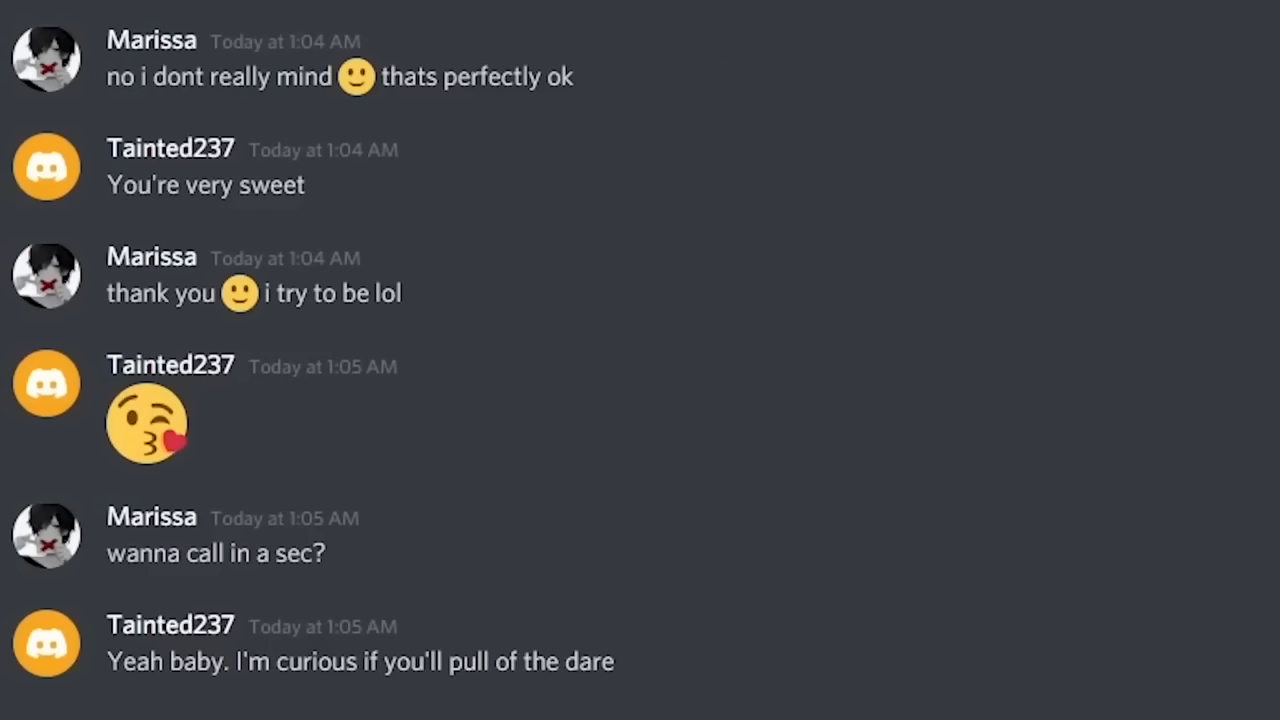 Marissa Today at 1:04 AM
no i dont really mind 🙂 thats perfectly ok
Tainted237 Today at 1:04 AM
You're very sweet
Marissa Today at 1:04 AM
thank you 🙂 i try to be lol
Tainted237 Today at 1:05 AM
😘
Marissa Today at 1:05 AM
wanna call in a sec?
Tainted237 Today at 1:05 AM
Yeah baby. I'm curious if you'll pull of the dare